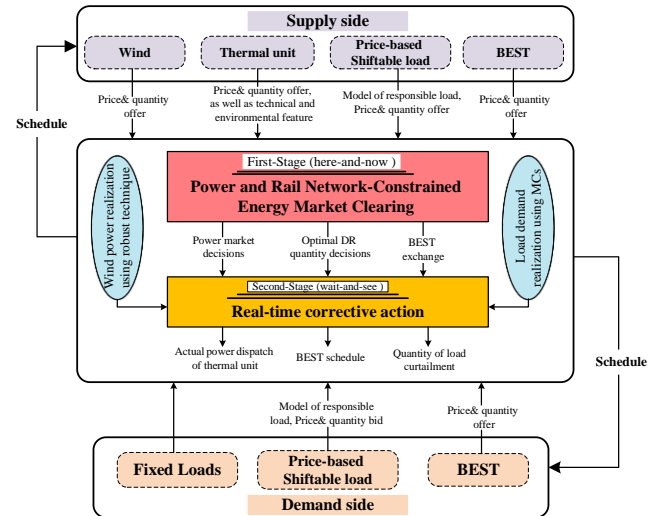 Supply side
Wind
Thermal unit
Price-based
Shiftable load
BEST
Price& quantity
offer
Price& quantity offer,
as well as technical and
environmental feature
Model of responsible load,
Price& quantity offer
Price& quantity
offer
Schedule
First-Stage (here-and-now )
Power and Rail Network-Constrained
Energy Market Clearing
Wind power realization
using robust technique
Load demand
realization using MCs
Power market
decisions
Optimal DR
quantity decisions
BEST
exchange
Second-Stage (wait-and-see )
Real-time corrective action
Actual power dispatch
of thermal unit
BEST schedule
Quantity of load
curtailment
Schedule
Model of responsible
load, Price& quantity bid
Price& quantity
offer
Fixed Loads
Price-based
Shiftable load
BEST
Demand side